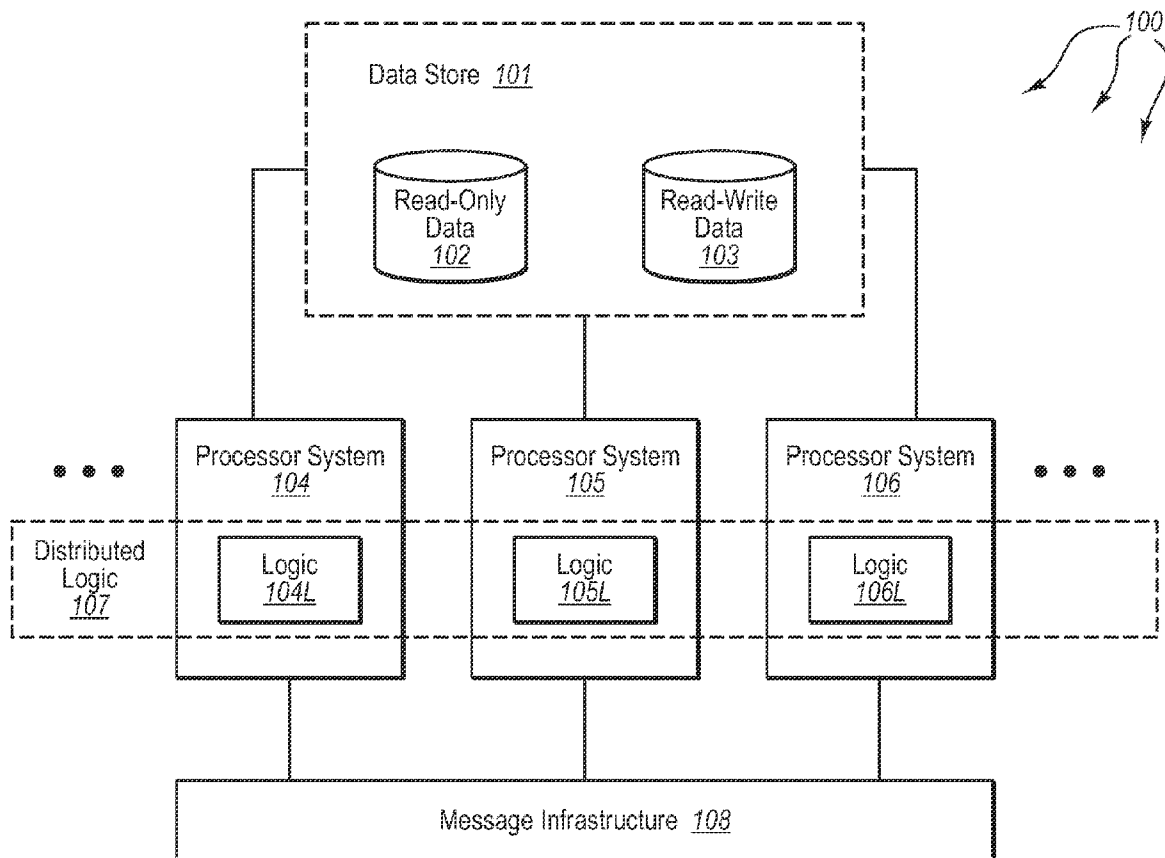 100
Data Store 101
Read-Only
Data
102
Read-Write
Data
103
Processor System
104
Processor System
105
Processor System
106
Distributed
Logic
107
Logic
104L
Logic
105L
Logic
106L
Message Infrastructure 108